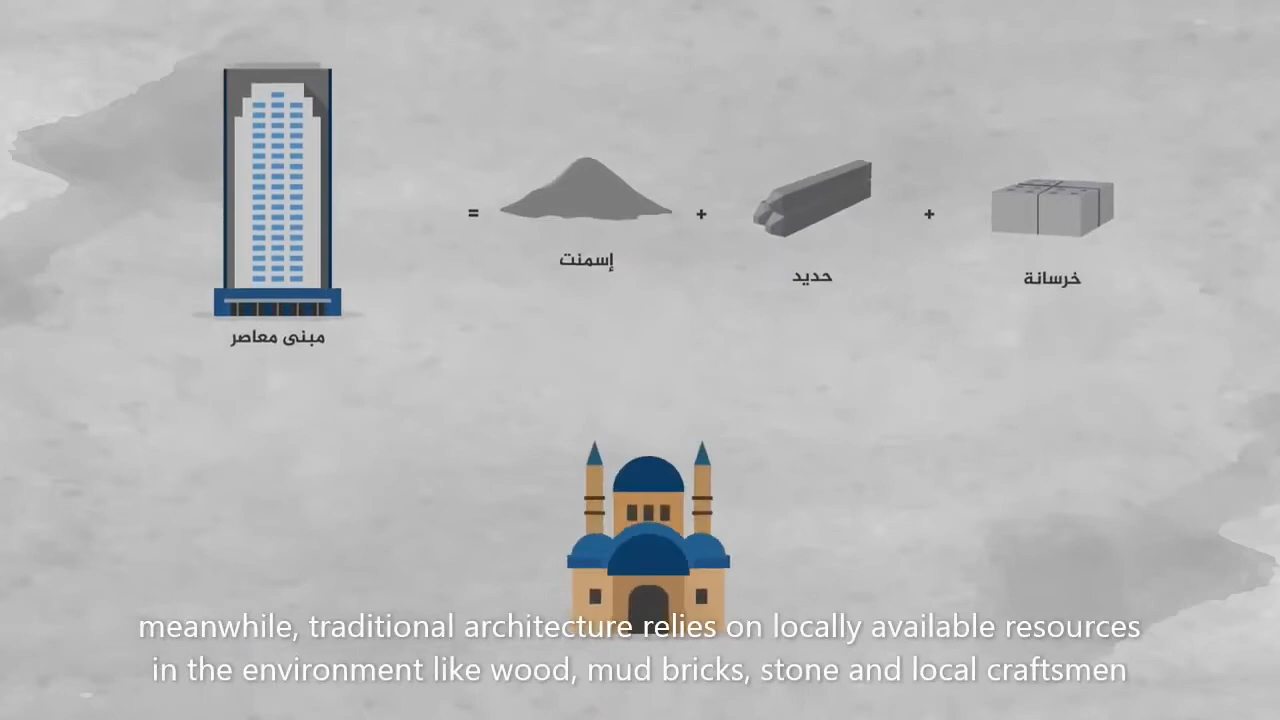 = + +
إسمنت
حديد
خرسانة
مبنى معاصر
meanwhile, traditional architecture relies on locally available resources
in the environment like wood, mud bricks, stone and local craftsmen